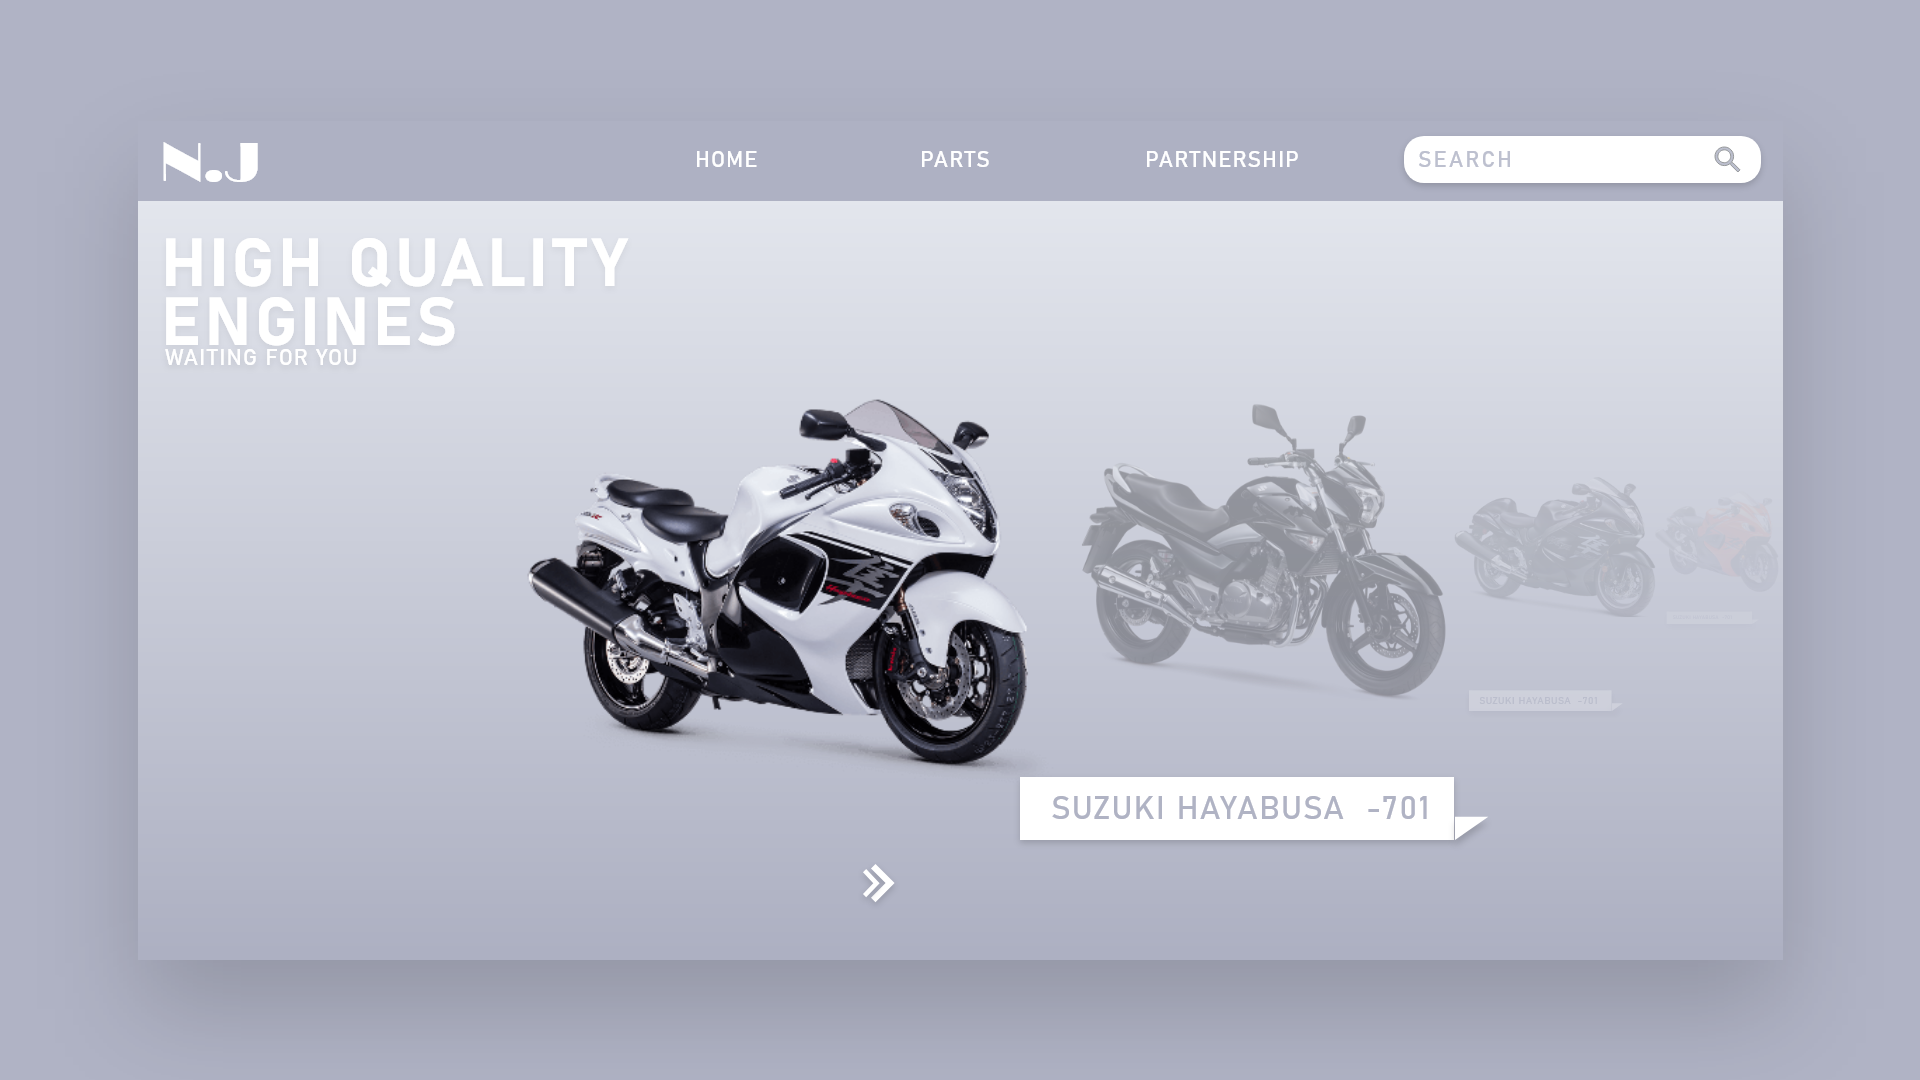 N.J
HOME
PARTS
PARTNERSHIP
SEARCH
HIGH QUALITY
ENGINES
WAITING FOR YOU
SUZUKI HAYABUSA -701
SUZUKI HAYABUSA -701